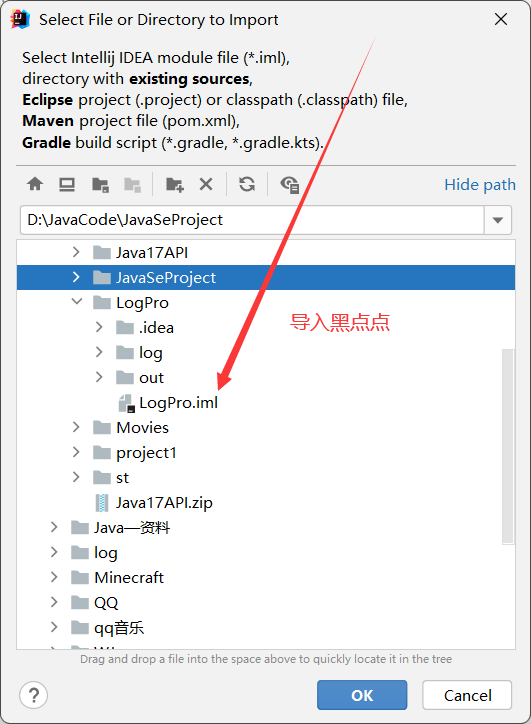 Select File or Directory to Import
Select Intellij IDEA module file (*.iml),
directory with existing sources,
Eclipse project (.project) or classpath (.classpath) file,
Maven project file (pom.xml),
Gradle build script (*.gradle, *.gradle.kts).
Hide path
D:\JavaCode\JavaSeProject
Java17API
JavaSeProject
LogPro
.idea
导入黑点点
log
out
LogPro.iml
Movies
project1
st
Java17API.zip
Java—资料
log
Minecraft
QQ
qq音乐
Drag and drop a file into the space above to quickly locate it in the tree
?
OK
Cancel